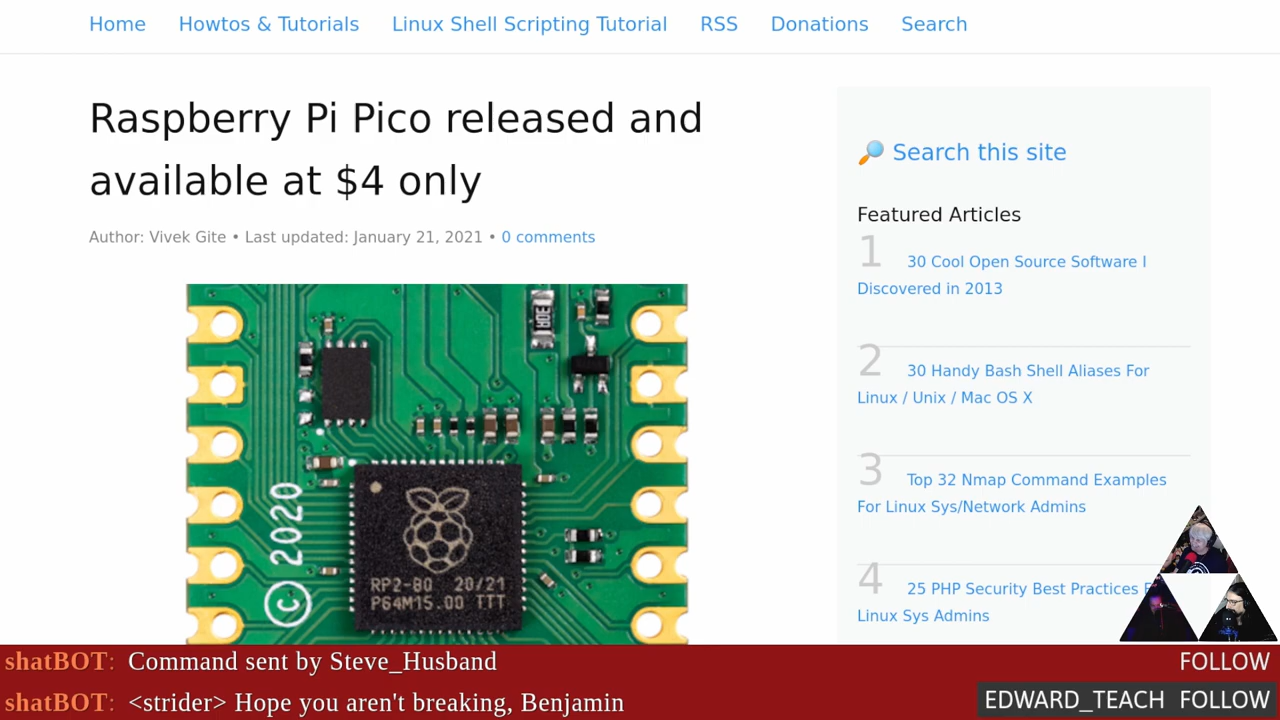 Home Howtos & Tutorials Linux Shell Scripting Tutorial RSS Donations Search
Raspberry Pi Pico released and
available at $4 only
Author: Vivek Gite • Last updated: January 21, 2021 • 0 comments
© 2020
RP2-B0 20/21
P64M15.00 TTT
🔎 Search this site
Featured Articles
1 30 Cool Open Source Software I
Discovered in 2013
2 30 Handy Bash Shell Aliases For
Linux / Unix / Mac OS X
3 Top 32 Nmap Command Examples
For Linux Sys/Network Admins
4 25 PHP Security Best Practices
Linux Sys Admins
shatBOT: Command sent by Steve_Husband
FOLLOW
shatBOT: <strider> Hope you aren't breaking, Benjamin
EDWARD_TEACH FOLLOW